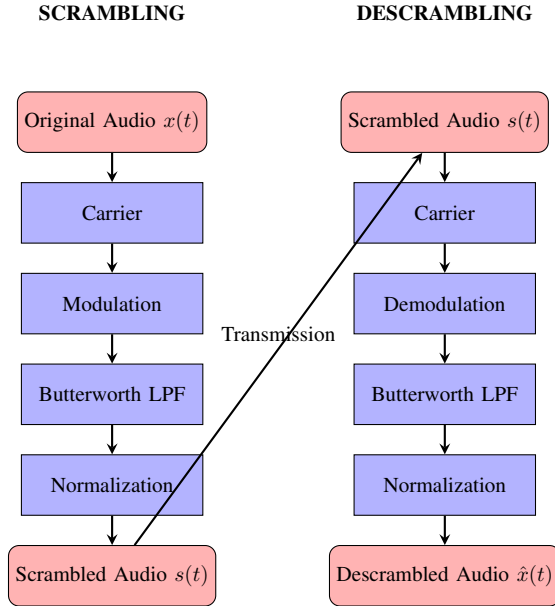 SCRAMBLING
Original Audio x(t)
Carrier
Modulation
Butterworth LPF
Normalization
Scrambled Audio s(t)
Transmission
DESCRAMBLING
Scrambled Audio s(t)
Carrier
Demodulation
Butterworth LPF
Normalization
Descrambled Audio x̂(t)